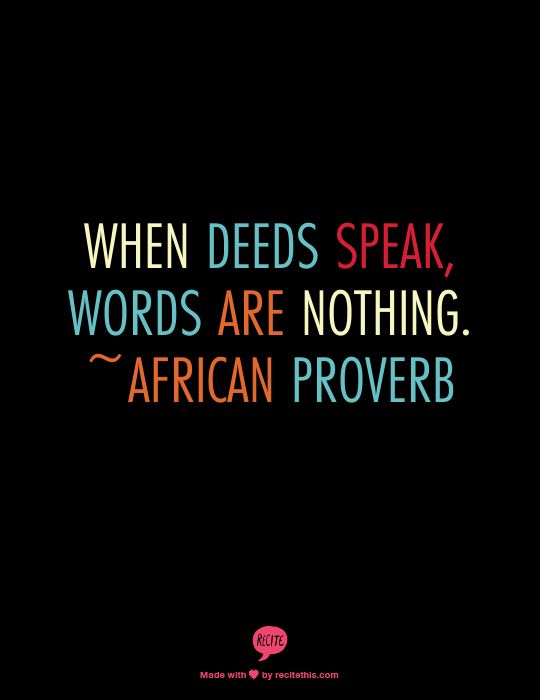 WHEN DEEDS SPEAK,
WORDS ARE NOTHING.
~AFRICAN PROVERB
RECITE
Made with ♥ by recitethis.com